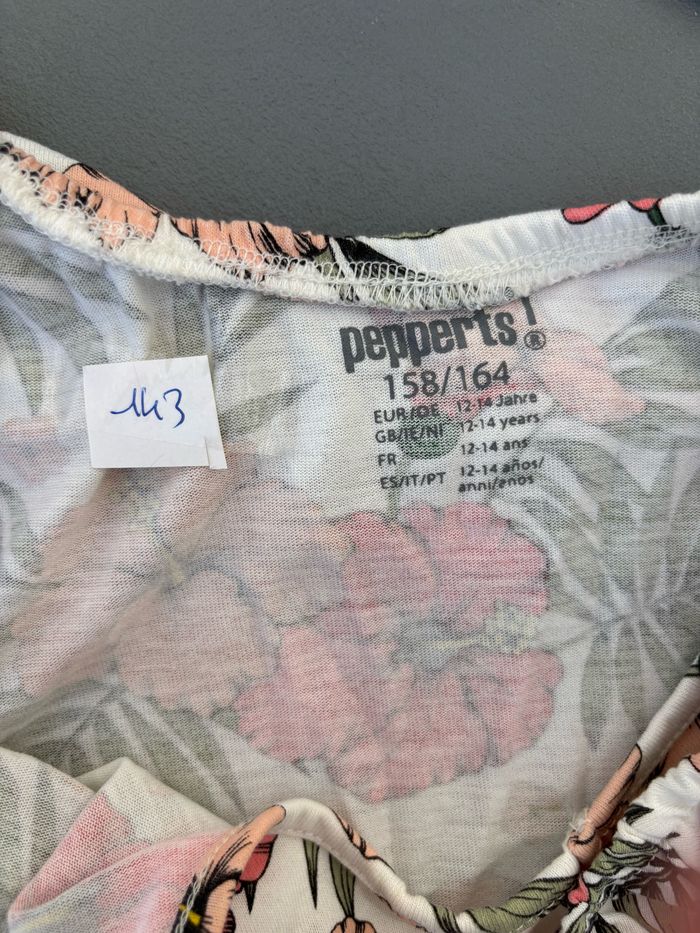 143
pepperts!®
158/164
EUR/DE 12-14 Jahre
GB/IE/NI 12-14 years
FR 12-14 ans
ES/IT/PT 12-14 años/
anni/anos